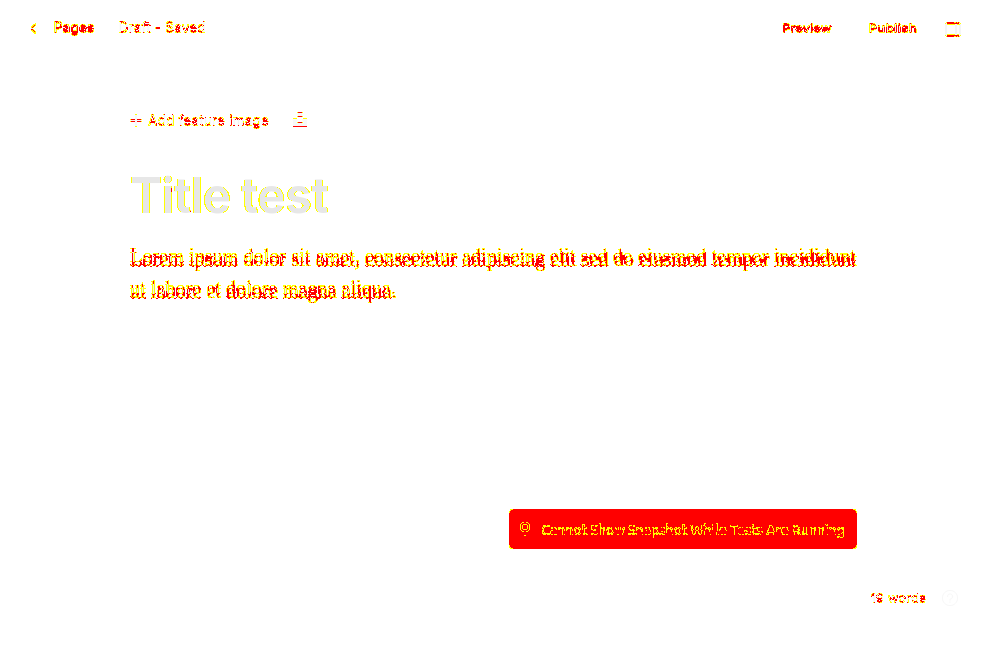 Pages Draft - Saved Preview Publish
Add feature image
Title test
Lorem ipsum dolor sit amet, consectetur adipiscing elit sed do eiusmod tempor incididunt
ut labore et dolore magna aliqua.
Cannot Show Snapshot While Tests Are Running
19 words